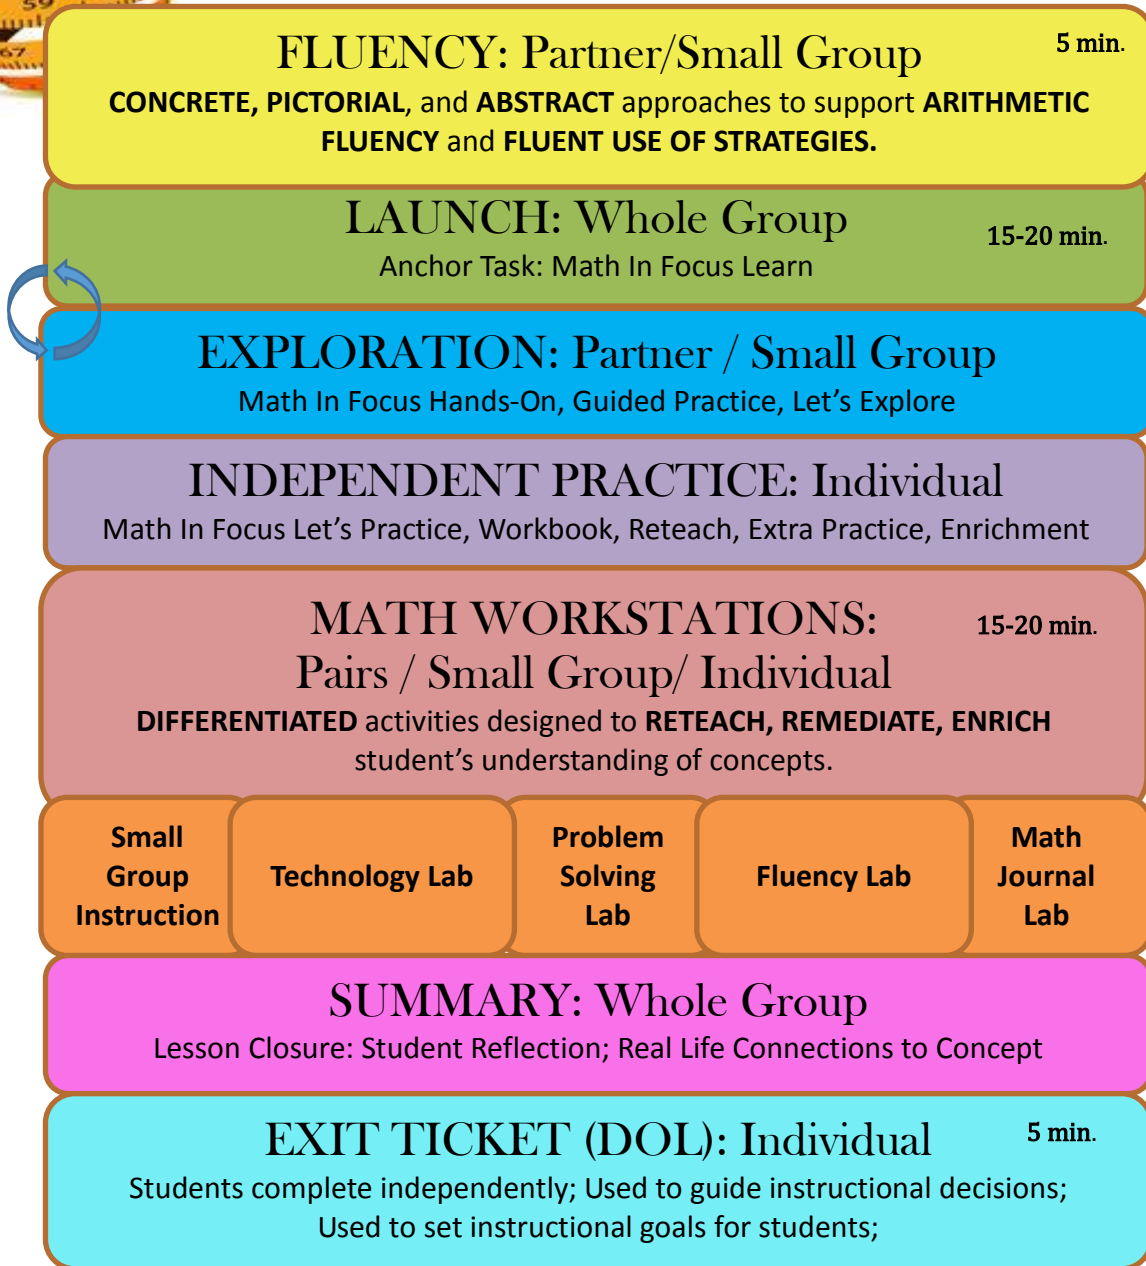 59
67
FLUENCY: Partner/Small Group
5 min.
CONCRETE, PICTORIAL, and ABSTRACT approaches to support ARITHMETIC
FLUENCY and FLUENT USE OF STRATEGIES.
LAUNCH: Whole Group
15-20 min.
Anchor Task: Math In Focus Learn
EXPLORATION: Partner / Small Group
Math In Focus Hands-On, Guided Practice, Let's Explore
INDEPENDENT PRACTICE: Individual
Math In Focus Let's Practice, Workbook, Reteach, Extra Practice, Enrichment
MATH WORKSTATIONS:
15-20 min.
Pairs / Small Group/ Individual
DIFFERENTIATED activities designed to RETEACH, REMEDIATE, ENRICH
student's understanding of concepts.
Small
Group
Instruction
Technology Lab
Problem
Solving
Lab
Fluency Lab
Math
Journal
Lab
SUMMARY: Whole Group
Lesson Closure: Student Reflection; Real Life Connections to Concept
EXIT TICKET (DOL): Individual
5 min.
Students complete independently; Used to guide instructional decisions;
Used to set instructional goals for students;